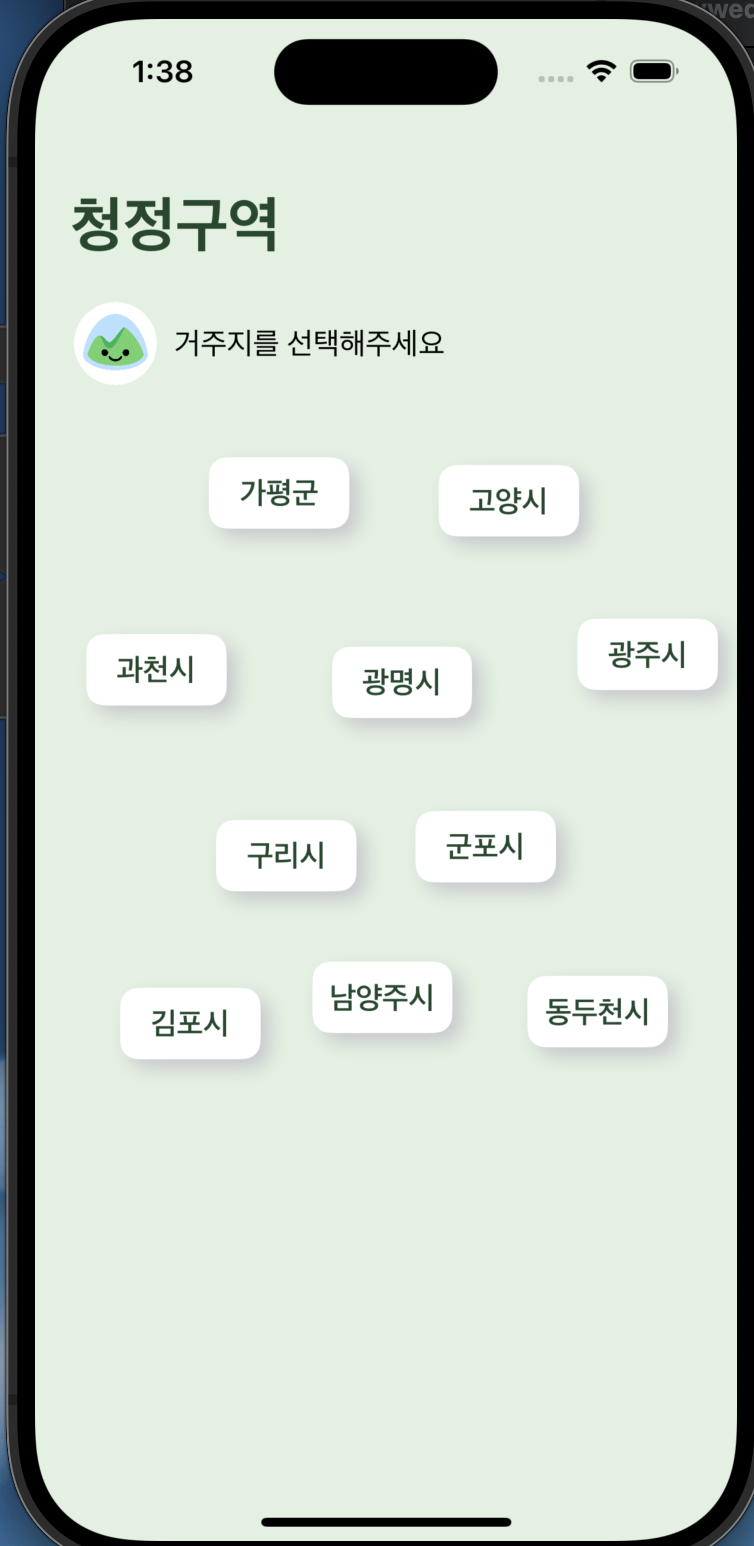 1:38
청정구역
거주지를 선택해주세요
가평군
고양시
과천시
광명시
광주시
구리시
군포시
김포시
남양주시
동두천시